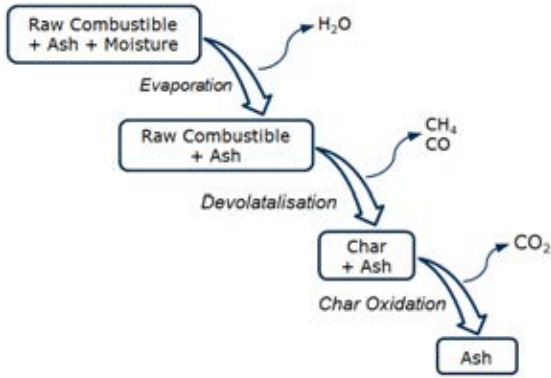 Raw Combustible
+ Ash + Moisture
H₂O
Evaporation
Raw Combustible
+ Ash
CH₄
CO
Devolatalisation
Char
+ Ash
CO₂
Char Oxidation
Ash